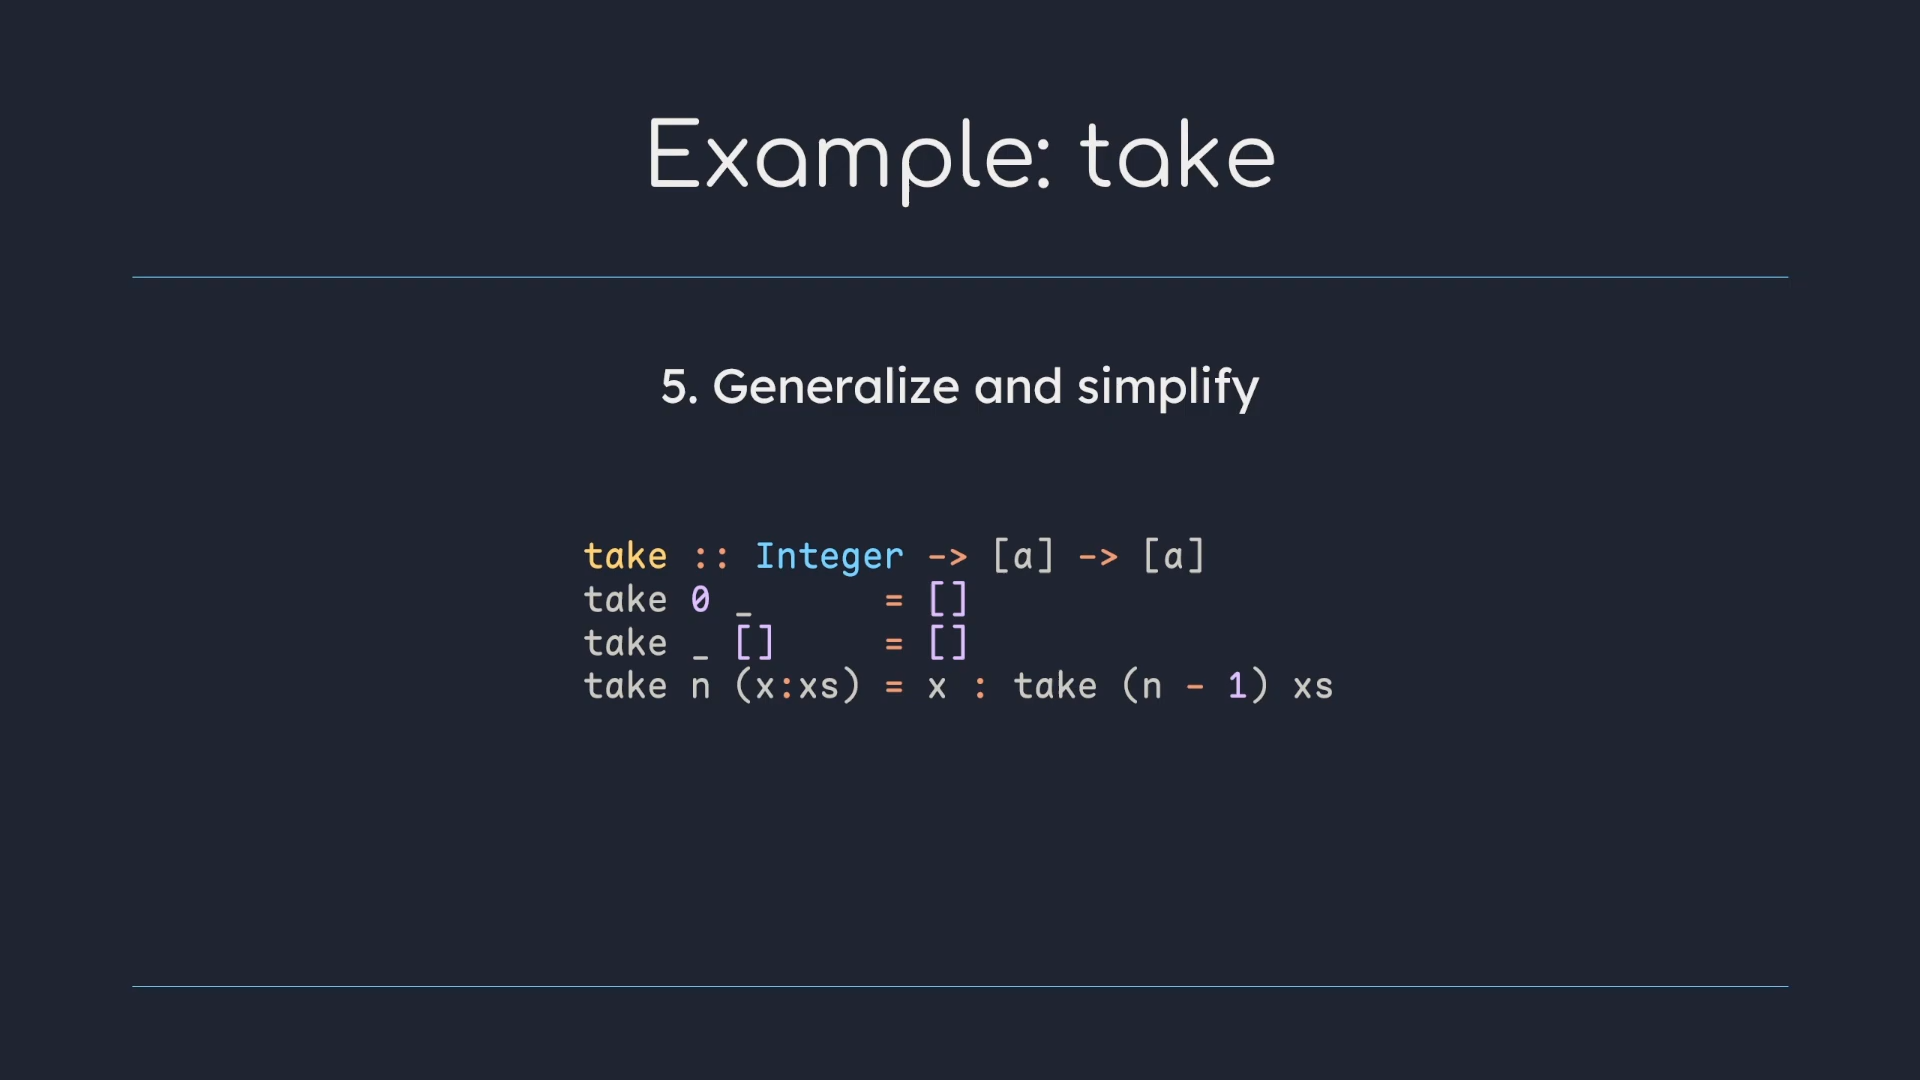 Example: take
5. Generalize and simplify
take :: Integer -> [a] -> [a]
take 0 _      = []
take _ []     = []
take n (x:xs) = x : take (n - 1) xs